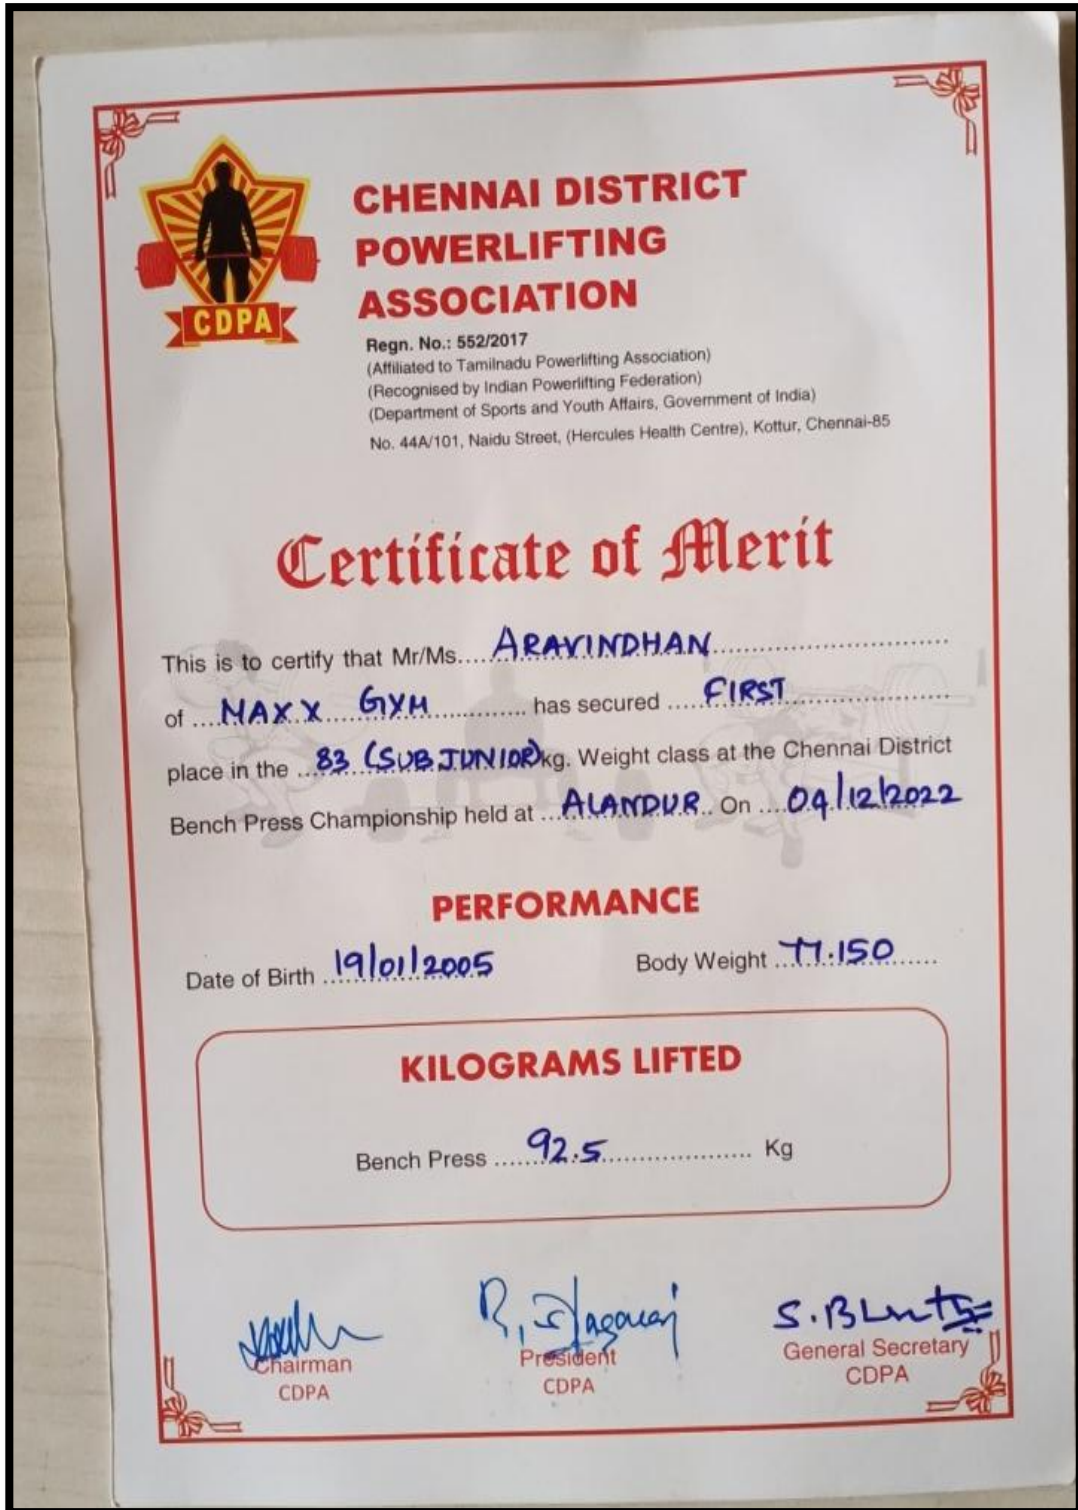 CDPA
CHENNAI DISTRICT
POWERLIFTING
ASSOCIATION
Regn. No.: 552/2017
(Affiliated to Tamilnadu Powerlifting Association)
(Recognised by Indian Powerlifting Federation)
(Department of Sports and Youth Affairs, Government of India)
No. 44A/101, Naidu Street, (Hercules Health Centre), Kottur, Chennai-85
Certificate of Merit
This is to certify that Mr/Ms.....ARAVINDHAN..............................
of ...MAXX GYM.............. has secured .....FIRST......................
place in the ...83 (SUB JUNIOR)kg. Weight class at the Chennai District
Bench Press Championship held at ...ALANDUR.. On ....04/12/2022
PERFORMANCE
Date of Birth ...19/01/2005 Body Weight ..77.150......
KILOGRAMS LIFTED
Bench Press ......92.5..................... Kg
Chairman President General Secretary
CDPA CDPA CDPA